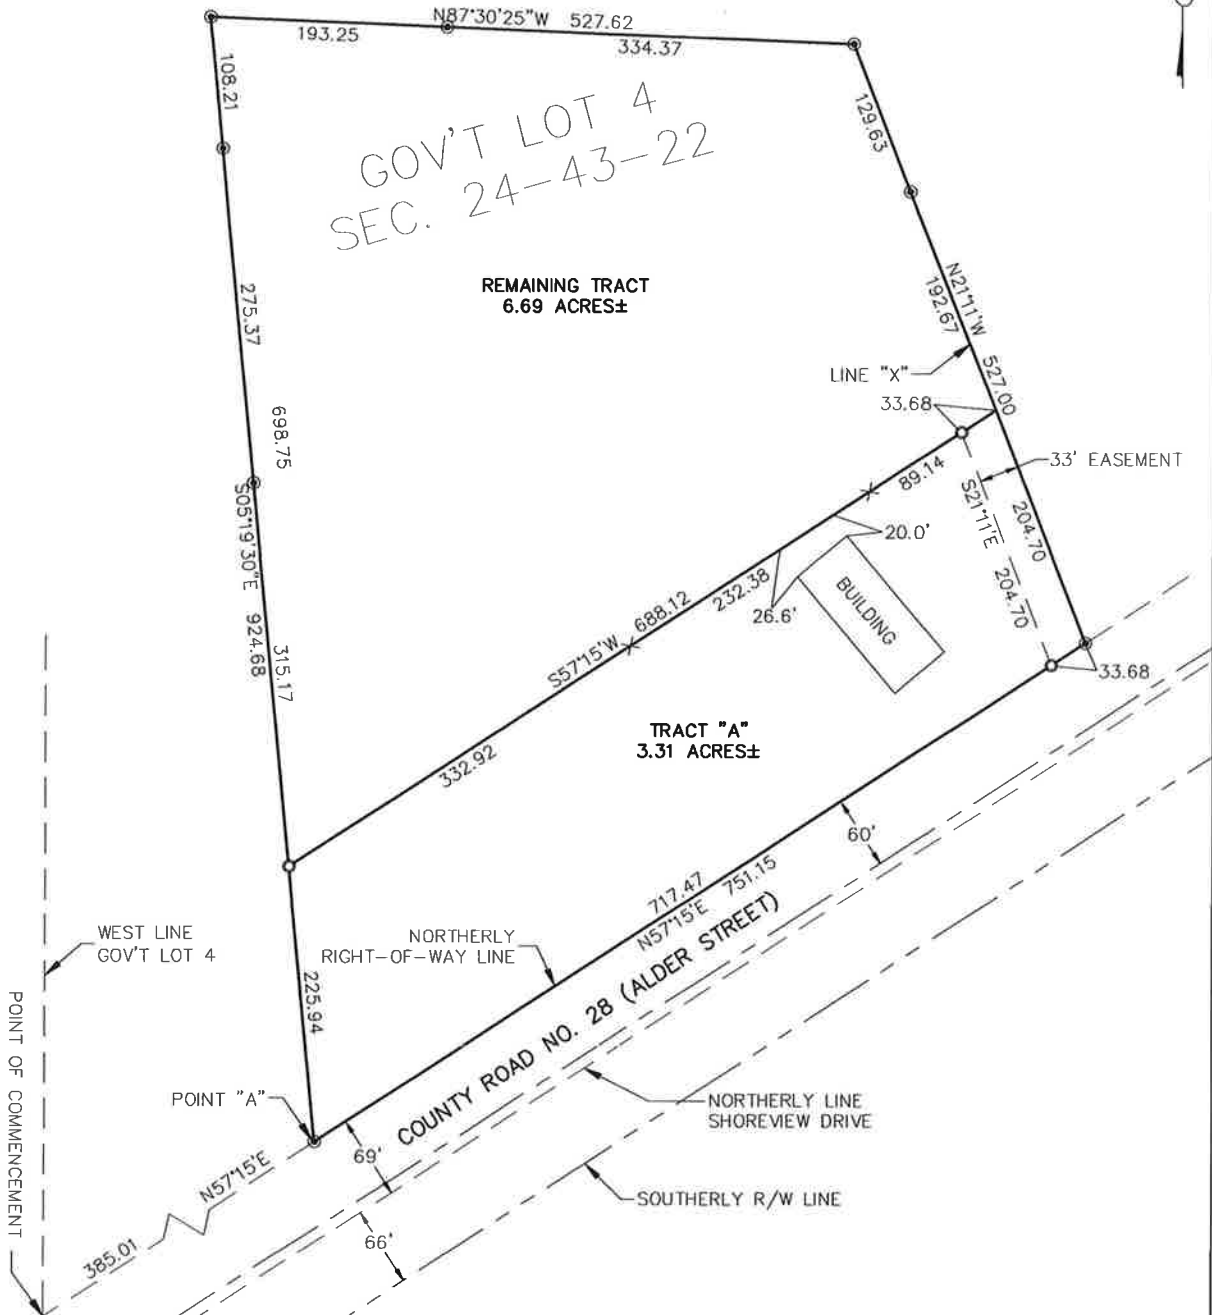 N87°30'25"W 527.62
193.25
334.37
108.21
129.63
GOV'T LOT 4
SEC. 24-43-22
REMAINING TRACT
6.69 ACRES±
275.37
N21°11'W
192.67
527.00
LINE "X"
33.68
698.75
33' EASEMENT
89.14
S21°11'E
204.70
204.70
S05°19'30"E 924.68
20.0'
BUILDING
232.38
26.6'
688.12
S57°15'W
315.17
33.68
TRACT "A"
3.31 ACRES±
332.92
60'
717.47
N57°15'E 751.15
WEST LINE
GOV'T LOT 4
NORTHERLY
RIGHT-OF-WAY LINE
225.94
COUNTY ROAD NO. 28 (ALDER STREET)
POINT OF COMMENCEMENT
POINT "A"
NORTHERLY LINE
SHOREVIEW DRIVE
69'
N57°15'E
SOUTHERLY R/W LINE
66'
385.01